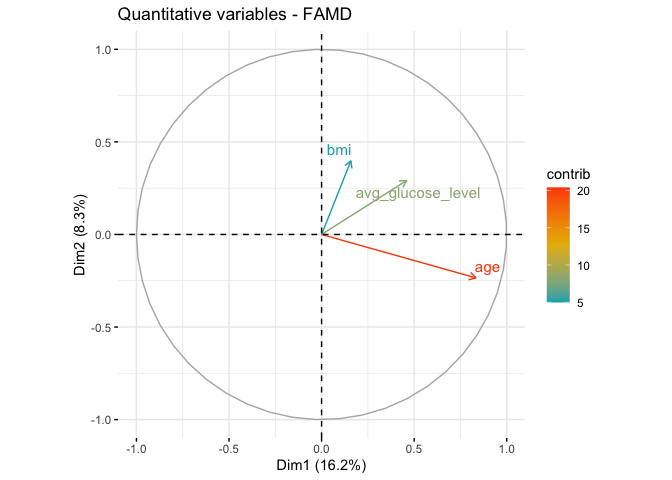 Quantitative variables - FAMD
1.0
0.5
0.0
-0.5
-1.0
Dim2 (8.3%)
bmi
avg_glucose_level
age
-1.0 -0.5 0.0 0.5 1.0
Dim1 (16.2%)
contrib
20
15
10
5